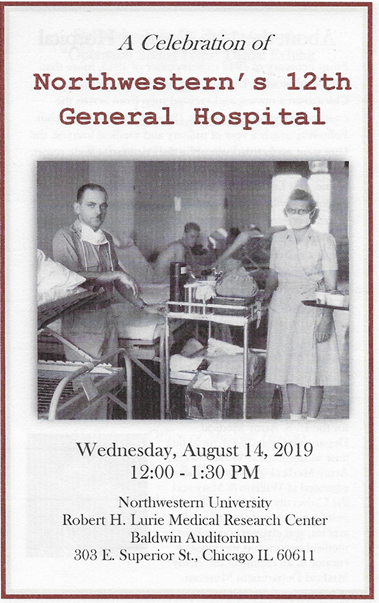 A Celebration of
Northwestern's 12th
General Hospital
Wednesday, August 14, 2019
12:00 - 1:30 PM
Northwestern University
Robert H. Lurie Medical Research Center
Baldwin Auditorium
303 E. Superior St., Chicago IL 60611